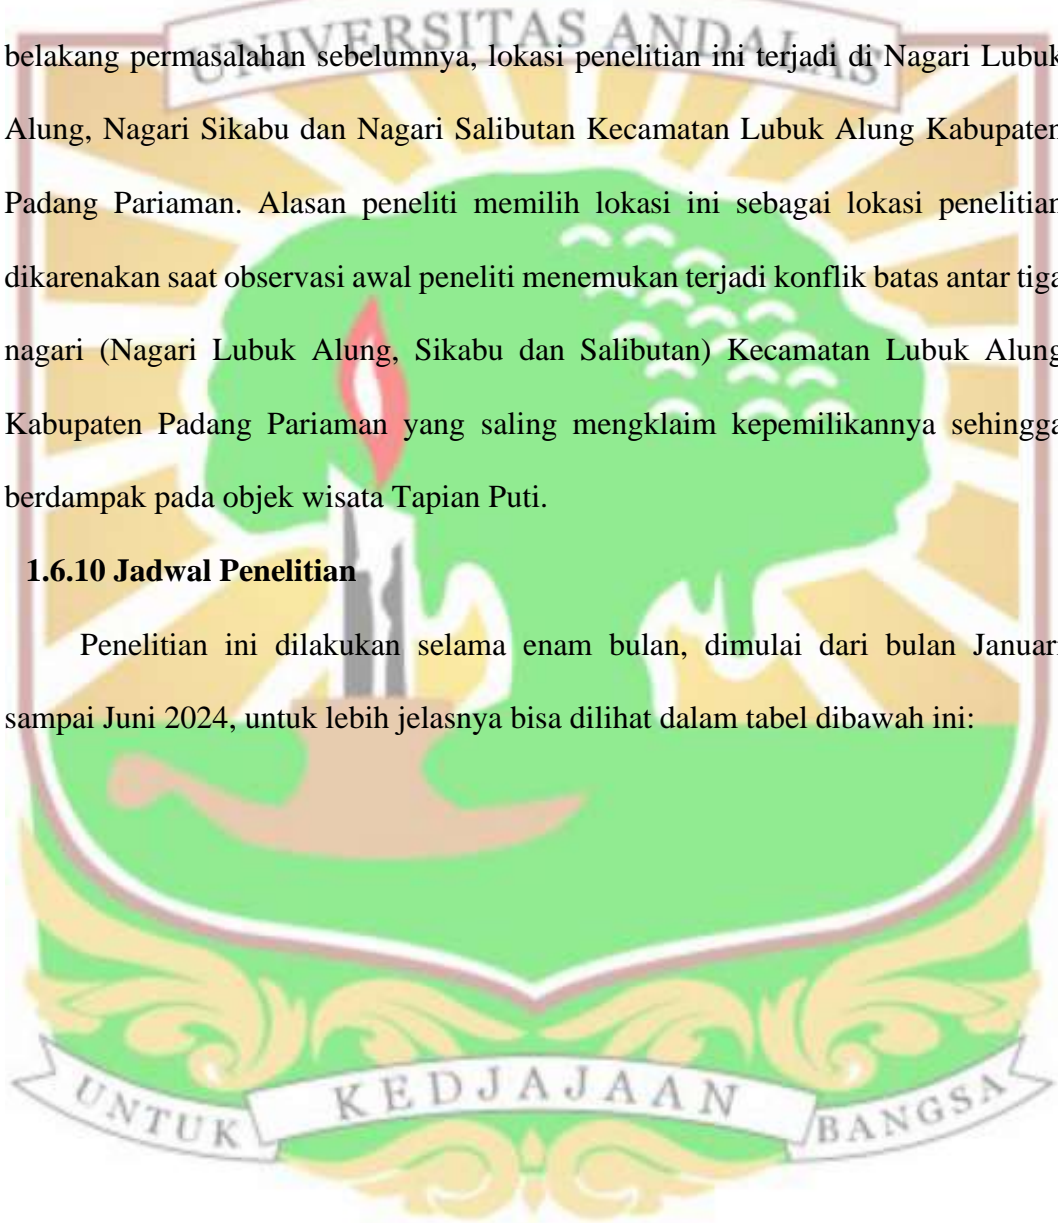 UNIVERSITAS ANDALAS
belakang permasalahan sebelumnya, lokasi penelitian ini terjadi di Nagari Lubuk
Alung, Nagari Sikabu dan Nagari Salibutan Kecamatan Lubuk Alung Kabupaten
Padang Pariaman. Alasan peneliti memilih lokasi ini sebagai lokasi penelitian
dikarenakan saat observasi awal peneliti menemukan terjadi konflik batas antar tiga
nagari (Nagari Lubuk Alung, Sikabu dan Salibutan) Kecamatan Lubuk Alung
Kabupaten Padang Pariaman yang saling mengklaim kepemilikannya sehingga
berdampak pada objek wisata Tapian Puti.
1.6.10 Jadwal Penelitian
Penelitian ini dilakukan selama enam bulan, dimulai dari bulan Januari
sampai Juni 2024, untuk lebih jelasnya bisa dilihat dalam tabel dibawah ini:
UNTUK KEDJAJAAN BANGSA